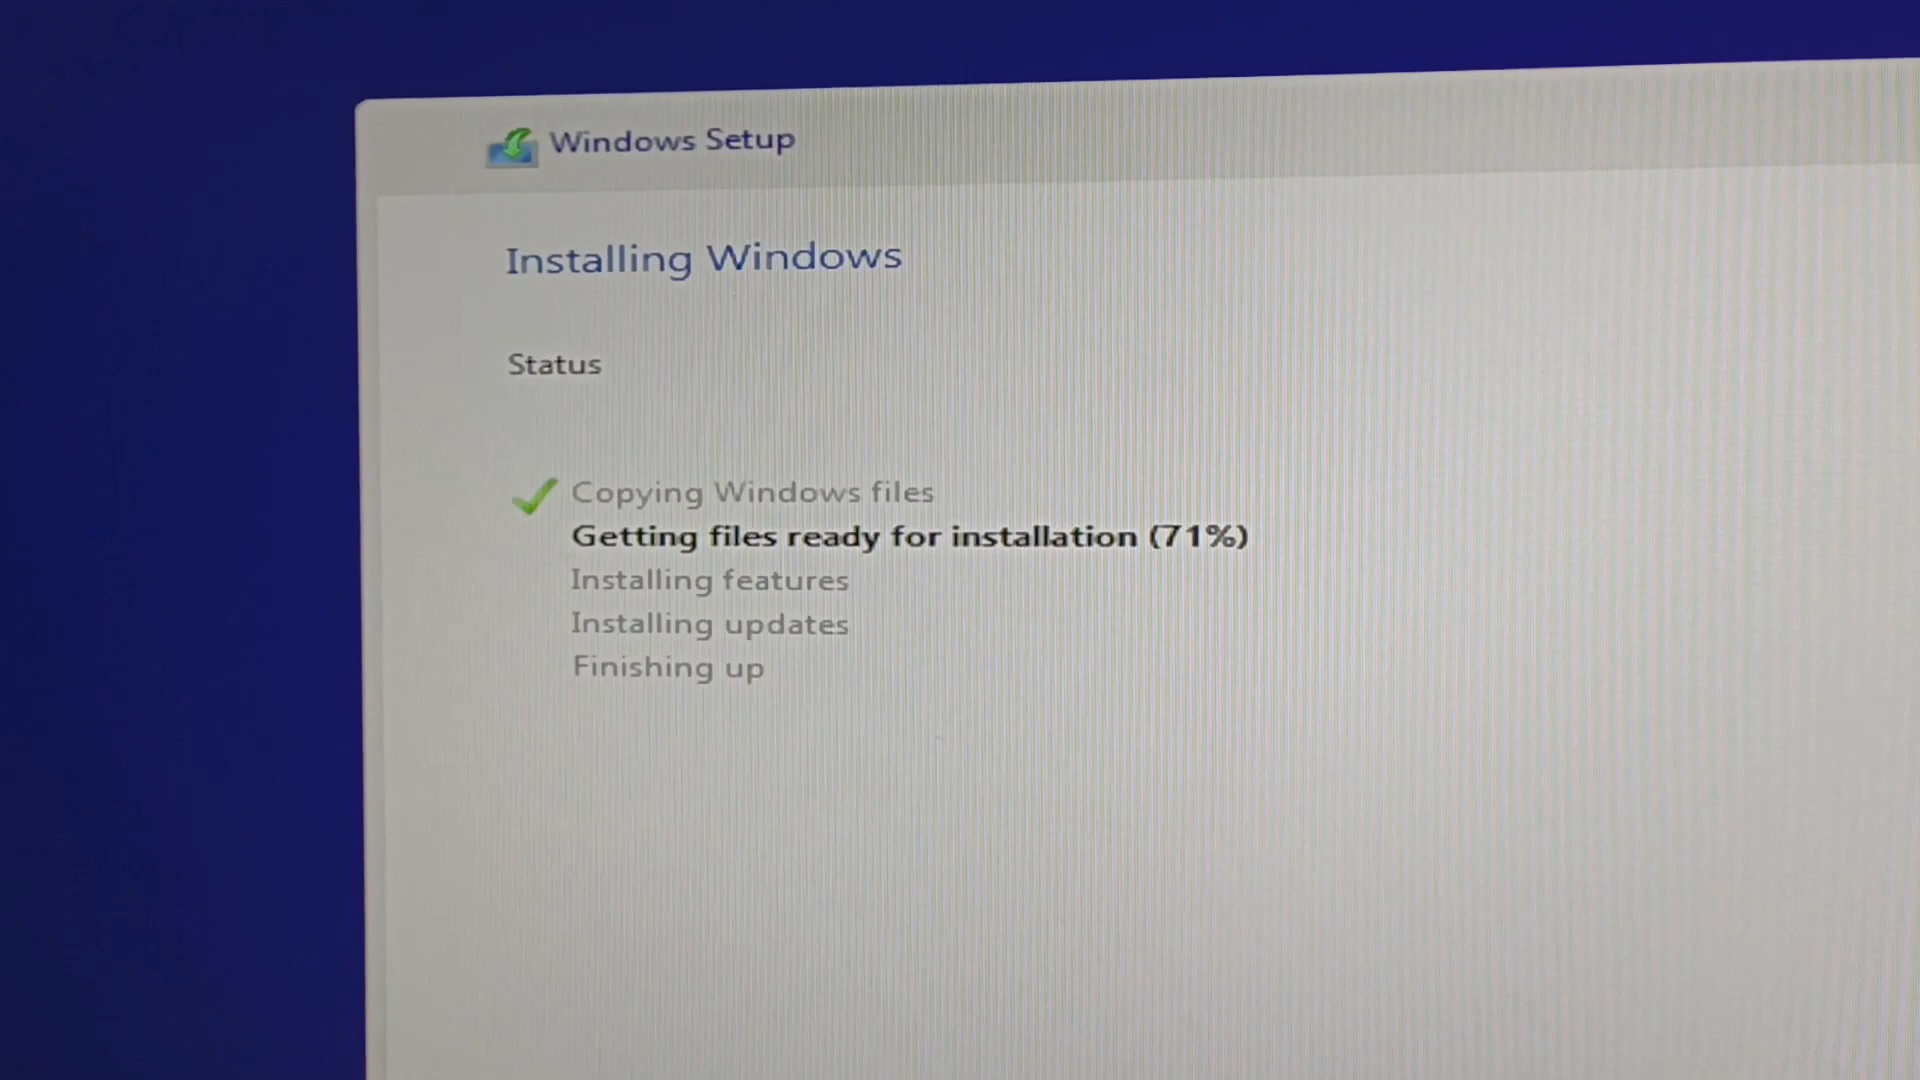 Windows Setup
Installing Windows
Status
Copying Windows files
Getting files ready for installation (71%)
Installing features
Installing updates
Finishing up